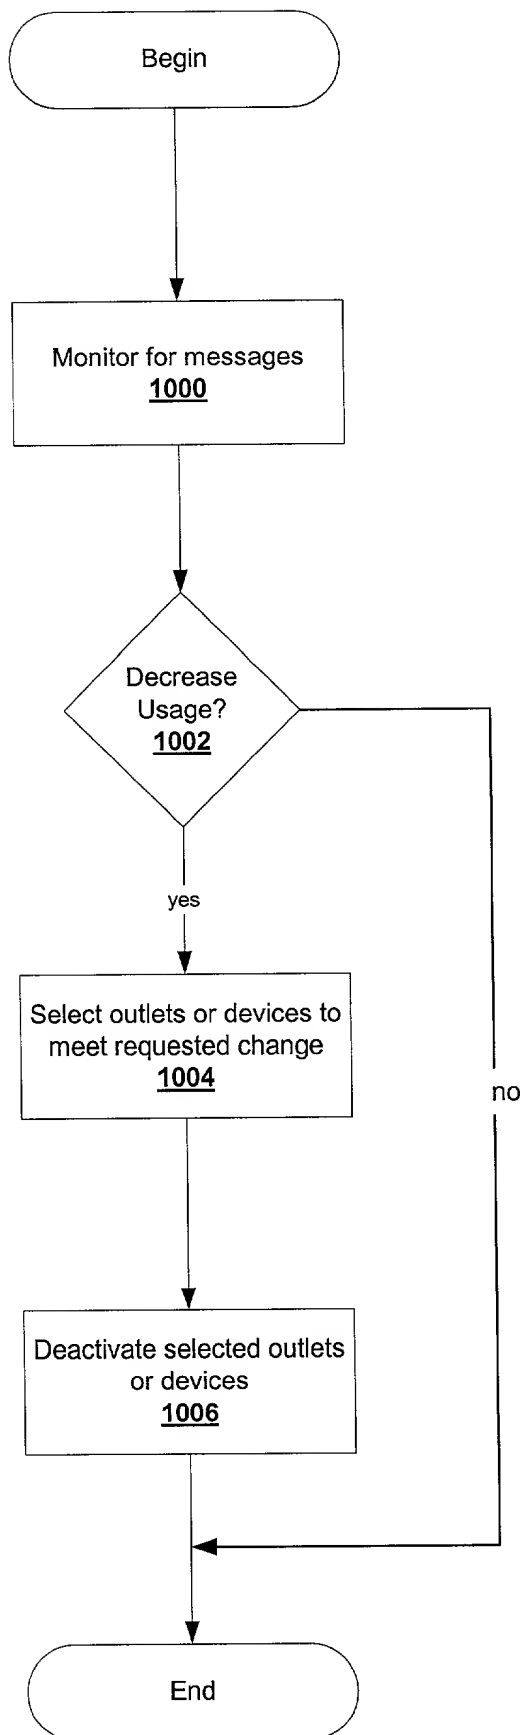 Begin
Monitor for messages
1000
Decrease
Usage?
1002
yes
Select outlets or devices to
meet requested change
1004
no
Deactivate selected outlets
or devices
1006
End